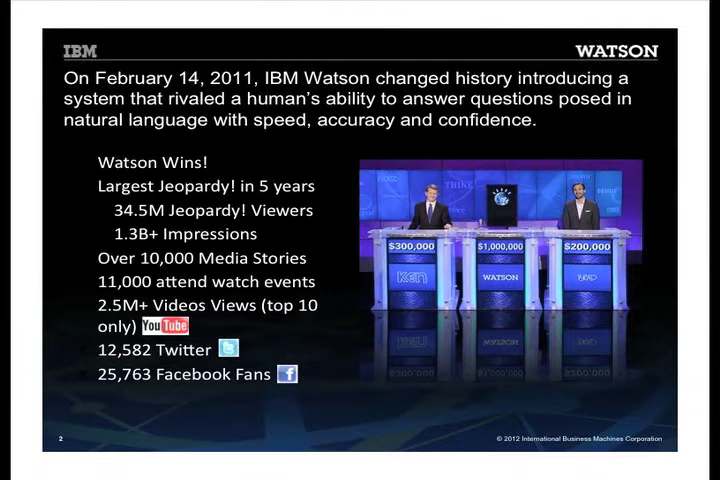 IBM
WATSON
On February 14, 2011, IBM Watson changed history introducing a
system that rivaled a human's ability to answer questions posed in
natural language with speed, accuracy and confidence.
Watson Wins!
Largest Jeopardy! in 5 years
34.5M Jeopardy! Viewers
1.3B+ Impressions
Over 10,000 Media Stories
11,000 attend watch events
2.5M+ Videos Views (top 10
only) YouTube
12,582 Twitter
25,763 Facebook Fans f
THINK
$300,000
$1,000,000
$200,000
KEN
WATSON
BRAD
2
© 2012 International Business Machines Corporation